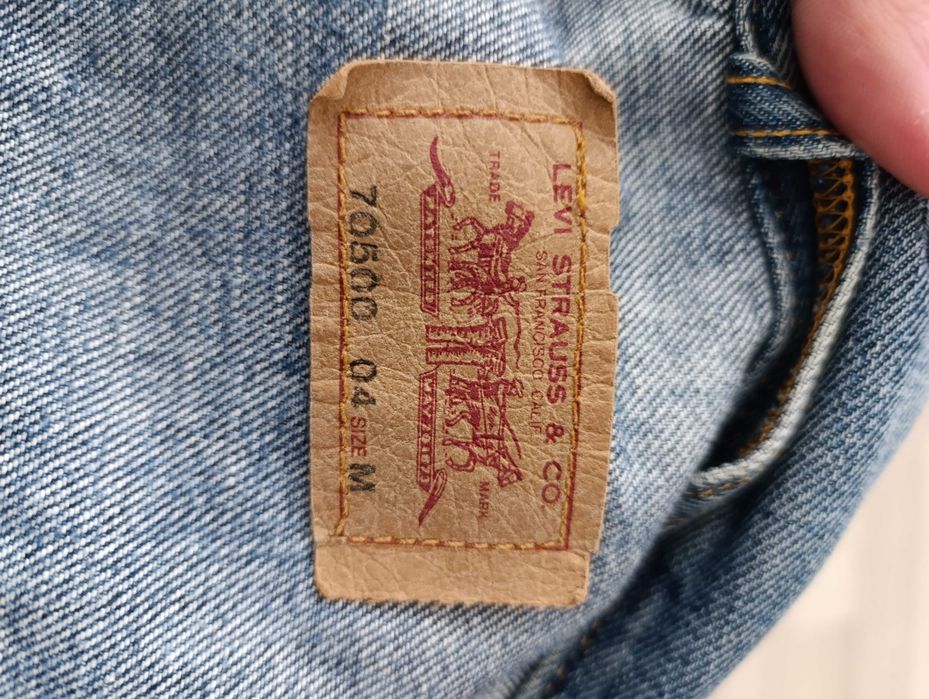 LEVI STRAUSS & CO.
SAN FRANCISCO CALIF.
TRADE MARK
70500 04 SIZE M